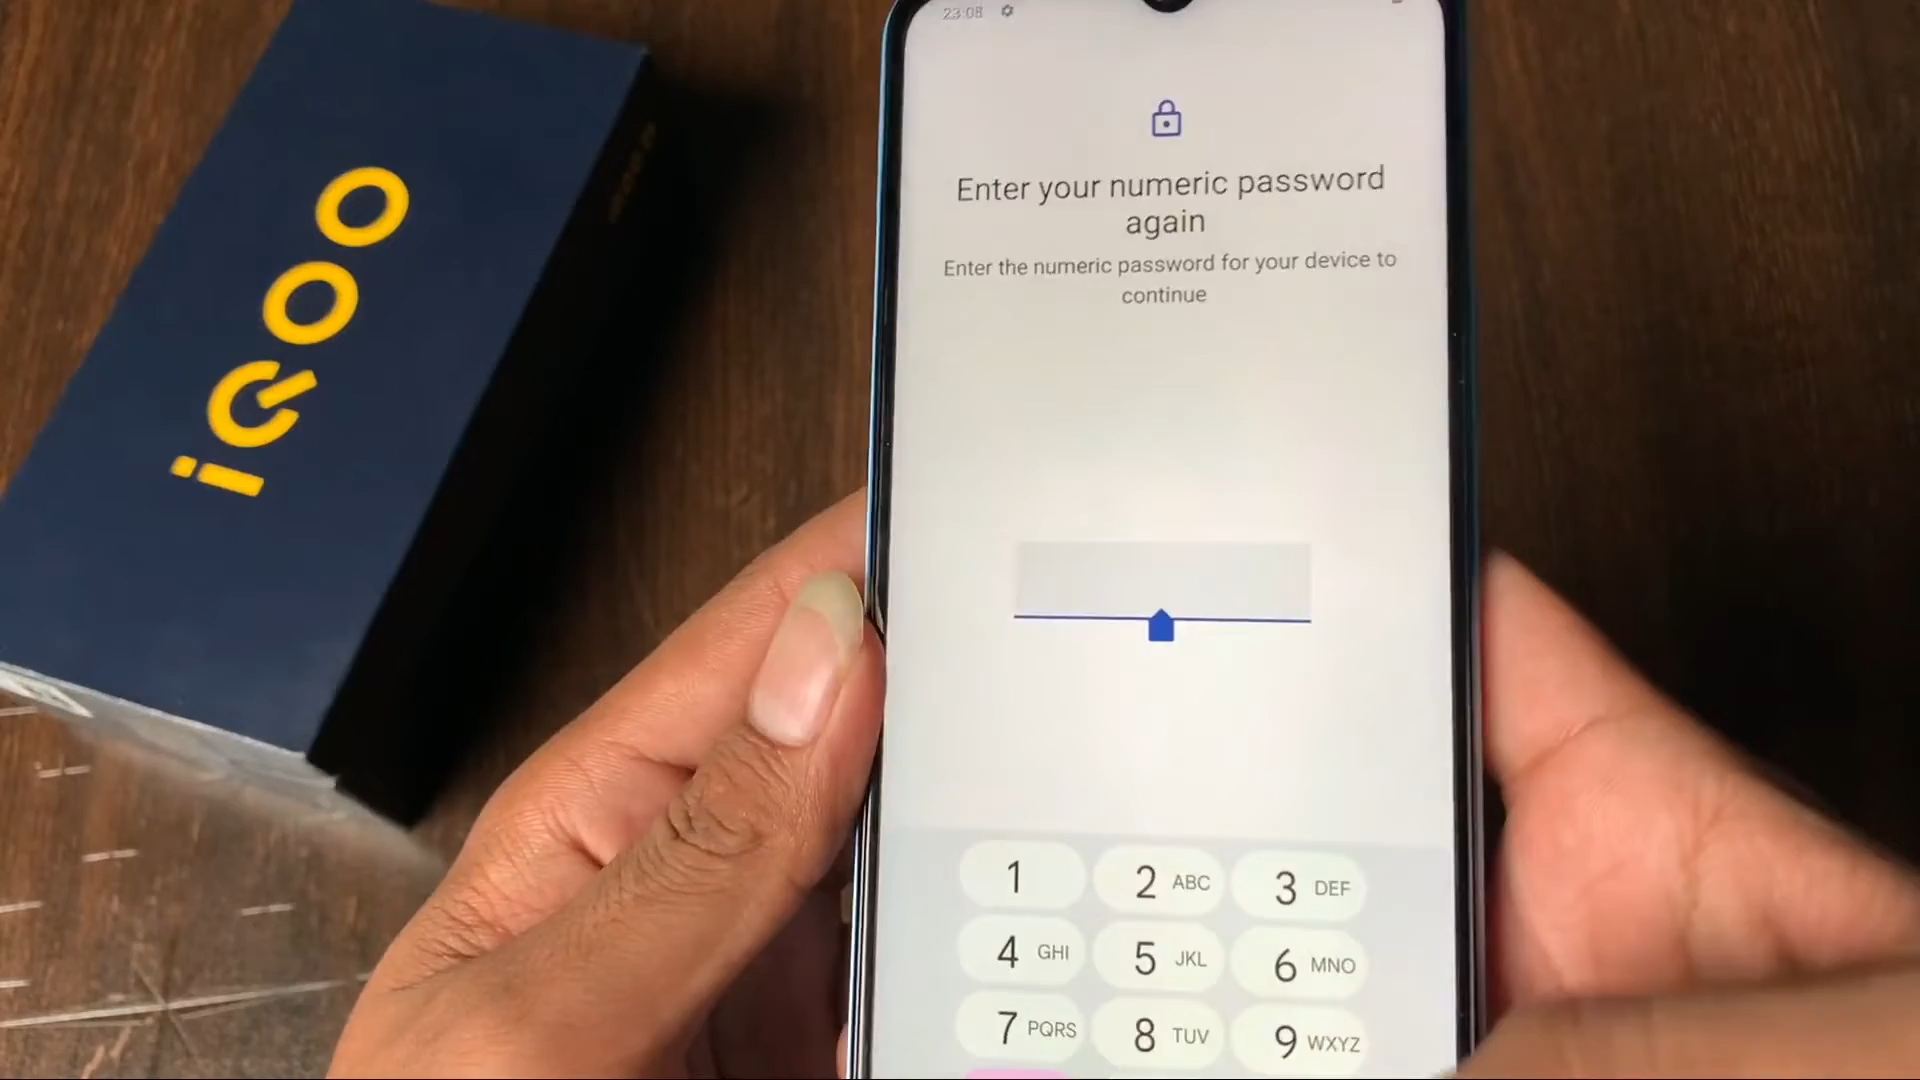 iQOO
23:08
Enter your numeric password
again
Enter the numeric password for your device to
continue
1
2 ABC
3 DEF
4 GHI
5 JKL
6 MNO
7 PQRS
8 TUV
9 WXYZ